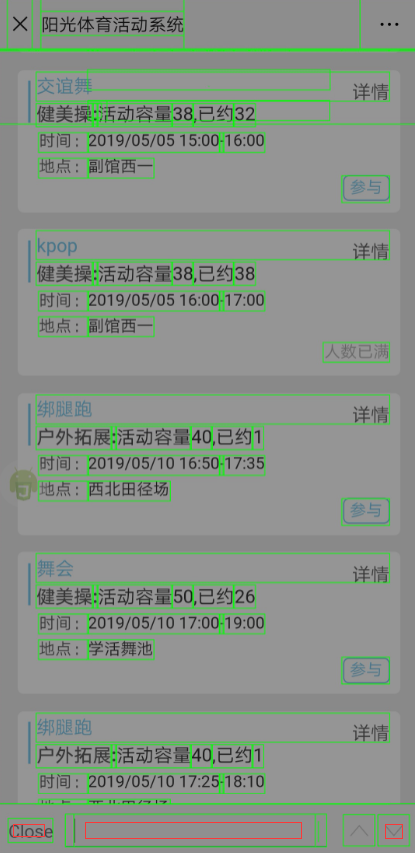 阳光体育活动系统
交谊舞 详情
健美操:活动容量38,已约32
时间：2019/05/05 15:00-16:00
地点：副馆西一
参与
kpop 详情
健美操:活动容量38,已约38
时间：2019/05/05 16:00-17:00
地点：副馆西一
人数已满
绑腿跑 详情
户外拓展:活动容量40,已约1
时间：2019/05/10 16:50-17:35
地点：西北田径场
参与
舞会 详情
健美操:活动容量50,已约26
时间：2019/05/10 17:00-19:00
地点：学活舞池
参与
绑腿跑 详情
户外拓展:活动容量40,已约1
时间：2019/05/10 17:25-18:10
Close